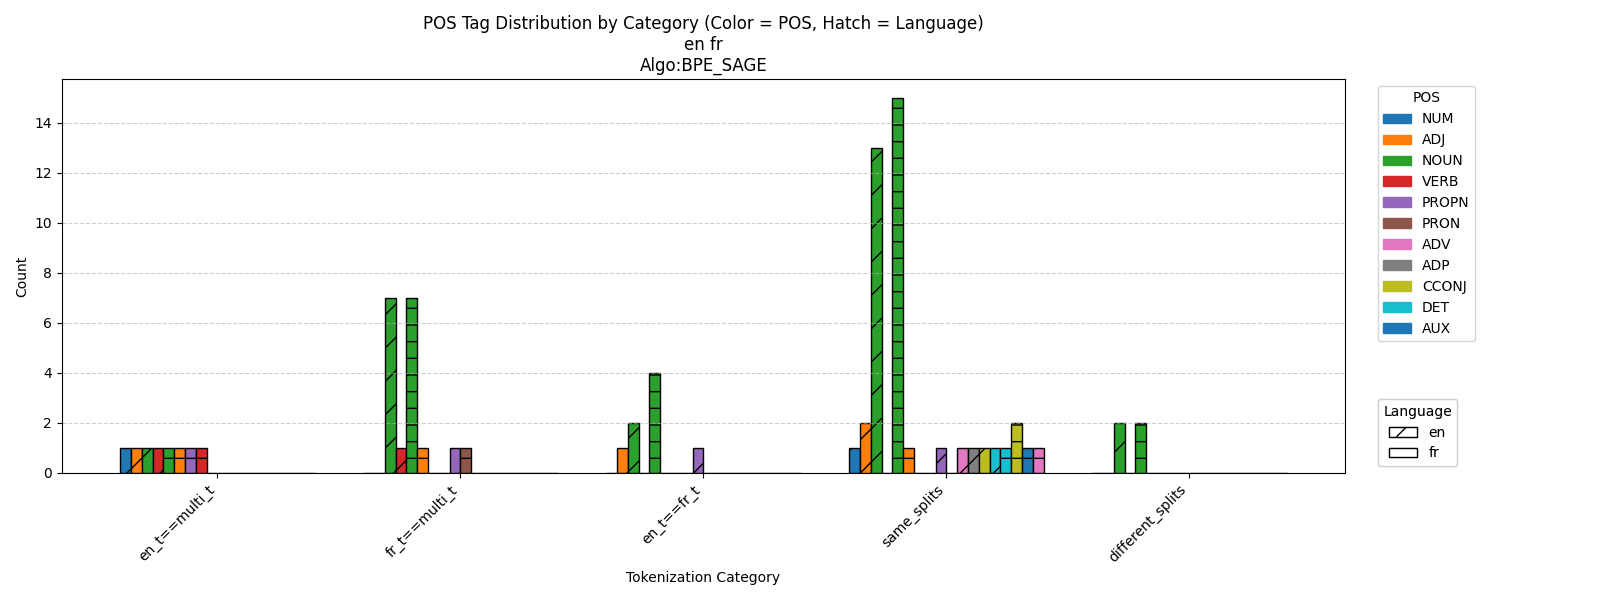 POS Tag Distribution by Category (Color = POS, Hatch = Language)
en fr
Algo:BPE_SAGE
Count
14
12
10
8
6
4
2
0
en_t==multi_t
fr_t==multi_t
en_t==fr_t
same_splits
different_splits
Tokenization Category
POS
NUM
ADJ
NOUN
VERB
PROPN
PRON
ADV
ADP
CCONJ
DET
AUX
Language
en
fr